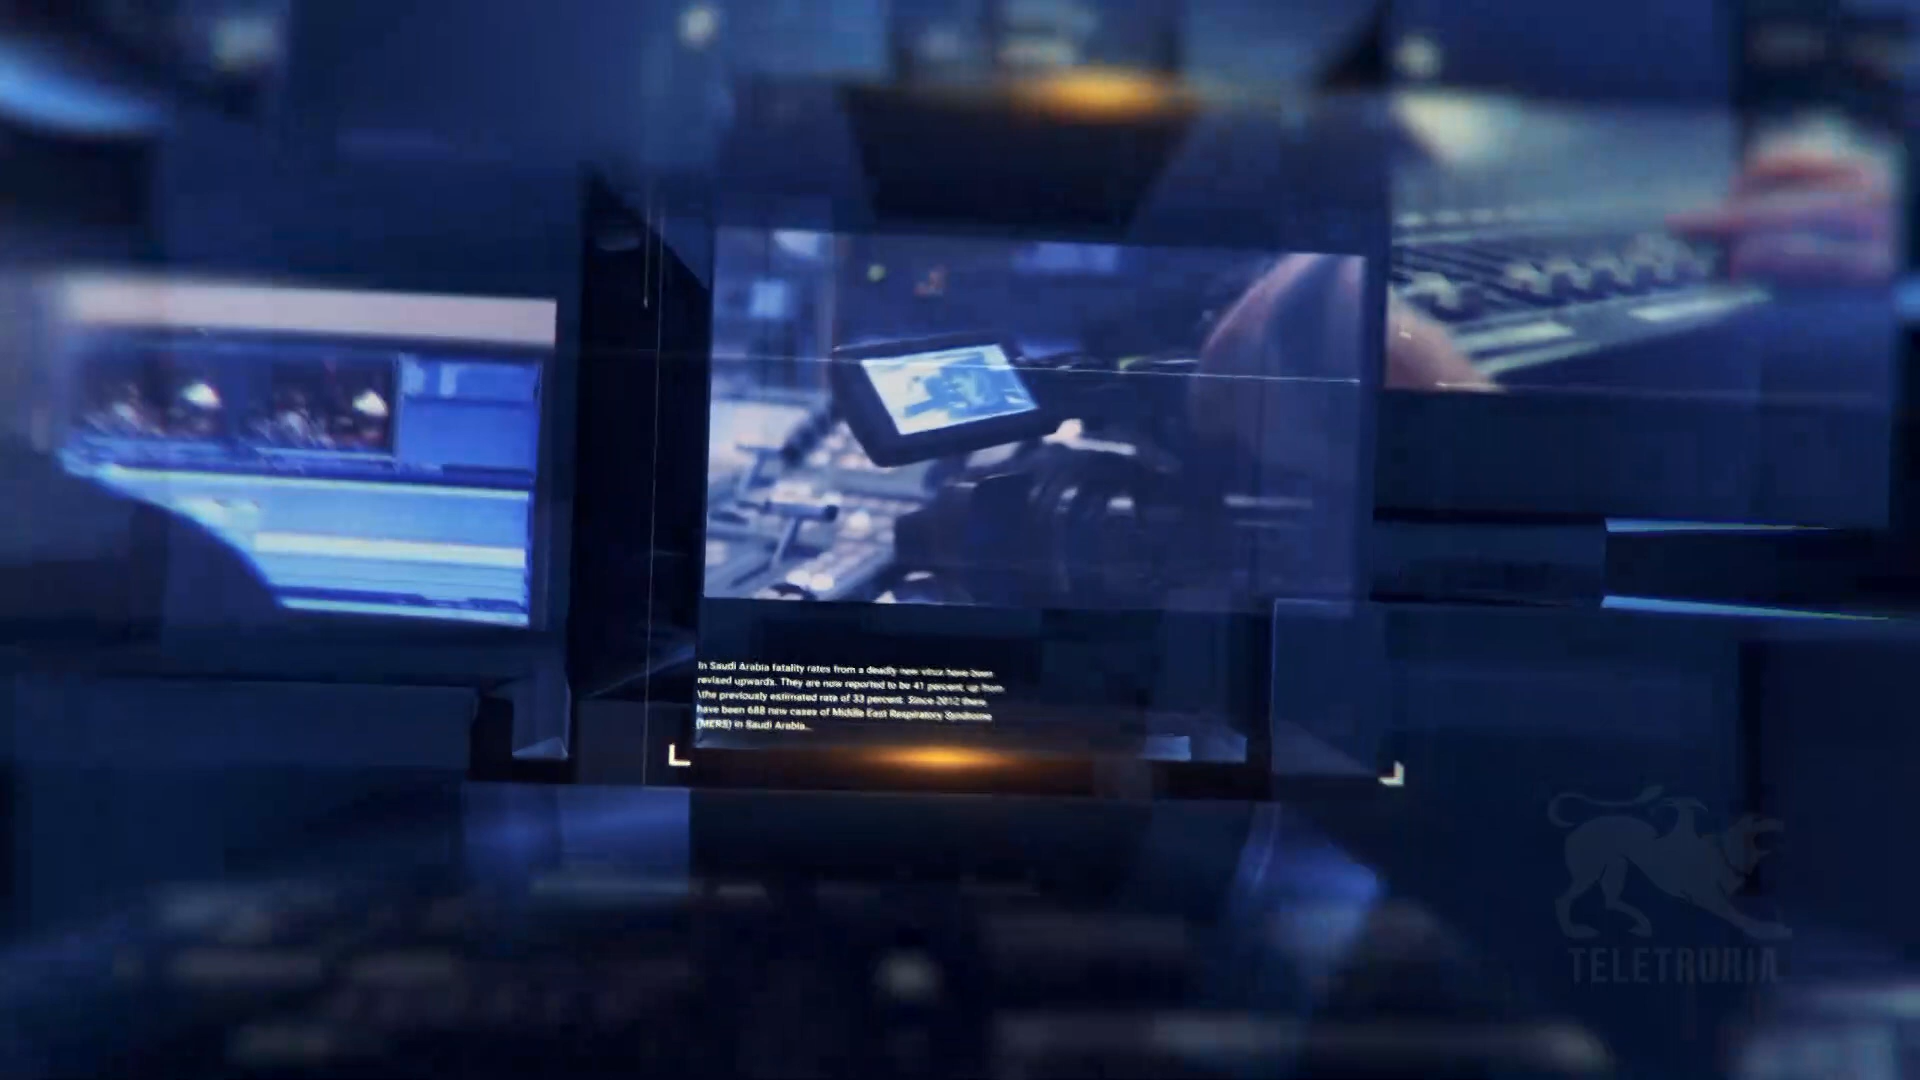 In Saudi Arabia fatality rates from a deadly new virus have been
revised upwards. They are now reported to be 41 percent, up from
\the previously estimated rate of 33 percent. Since 2012 there
have been 688 new cases of Middle East Respiratory Syndrome
(MERS) in Saudi Arabia.
TELETRORIA